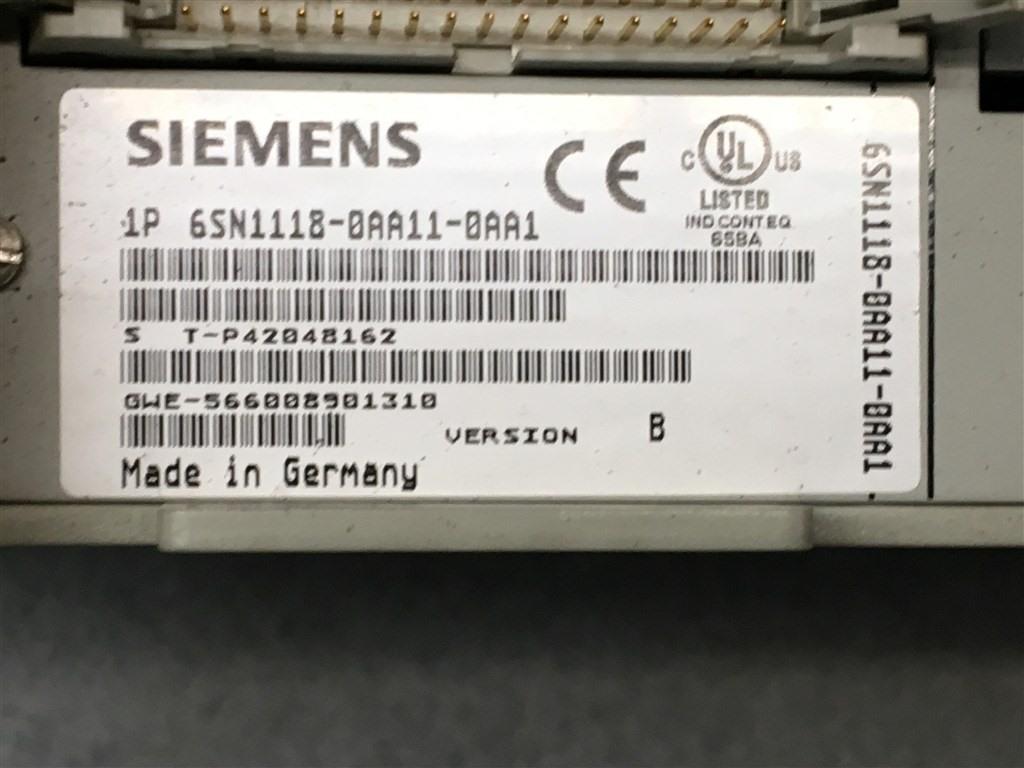 SIEMENS
CE
C UL US
LISTED
IND.CONT.EQ.
65BA
1P 6SN1118-0AA11-0AA1
S T-P42048162
GWE-566008901310
VERSION B
Made in Germany
6SN1118-0AA11-0AA1